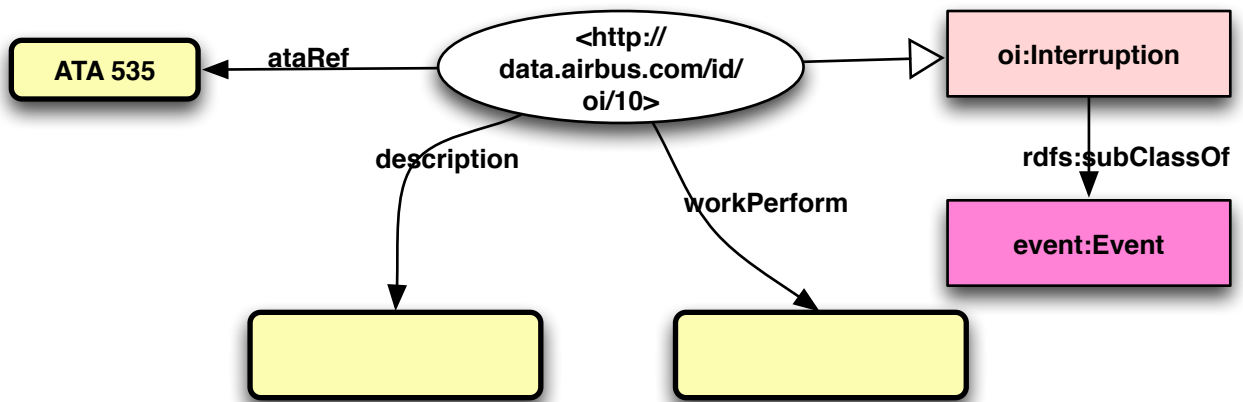 ATA 535
ataRef
<http://
data.airbus.com/id/
oi/10>
oi:Interruption
description
rdfs:subClassOf
workPerform
event:Event